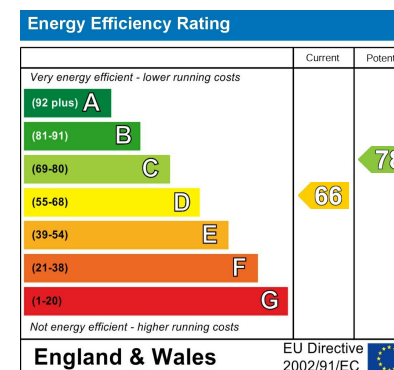 Energy Efficiency Rating
Current
Very energy efficient - lower running costs
(92 plus) A
(81-91) B
(69-80) C
78
(55-68) D
66
(39-54) E
(21-38) F
(1-20) G
Not energy efficient - higher running costs
England & Wales
EU Directive
2002/91/EC